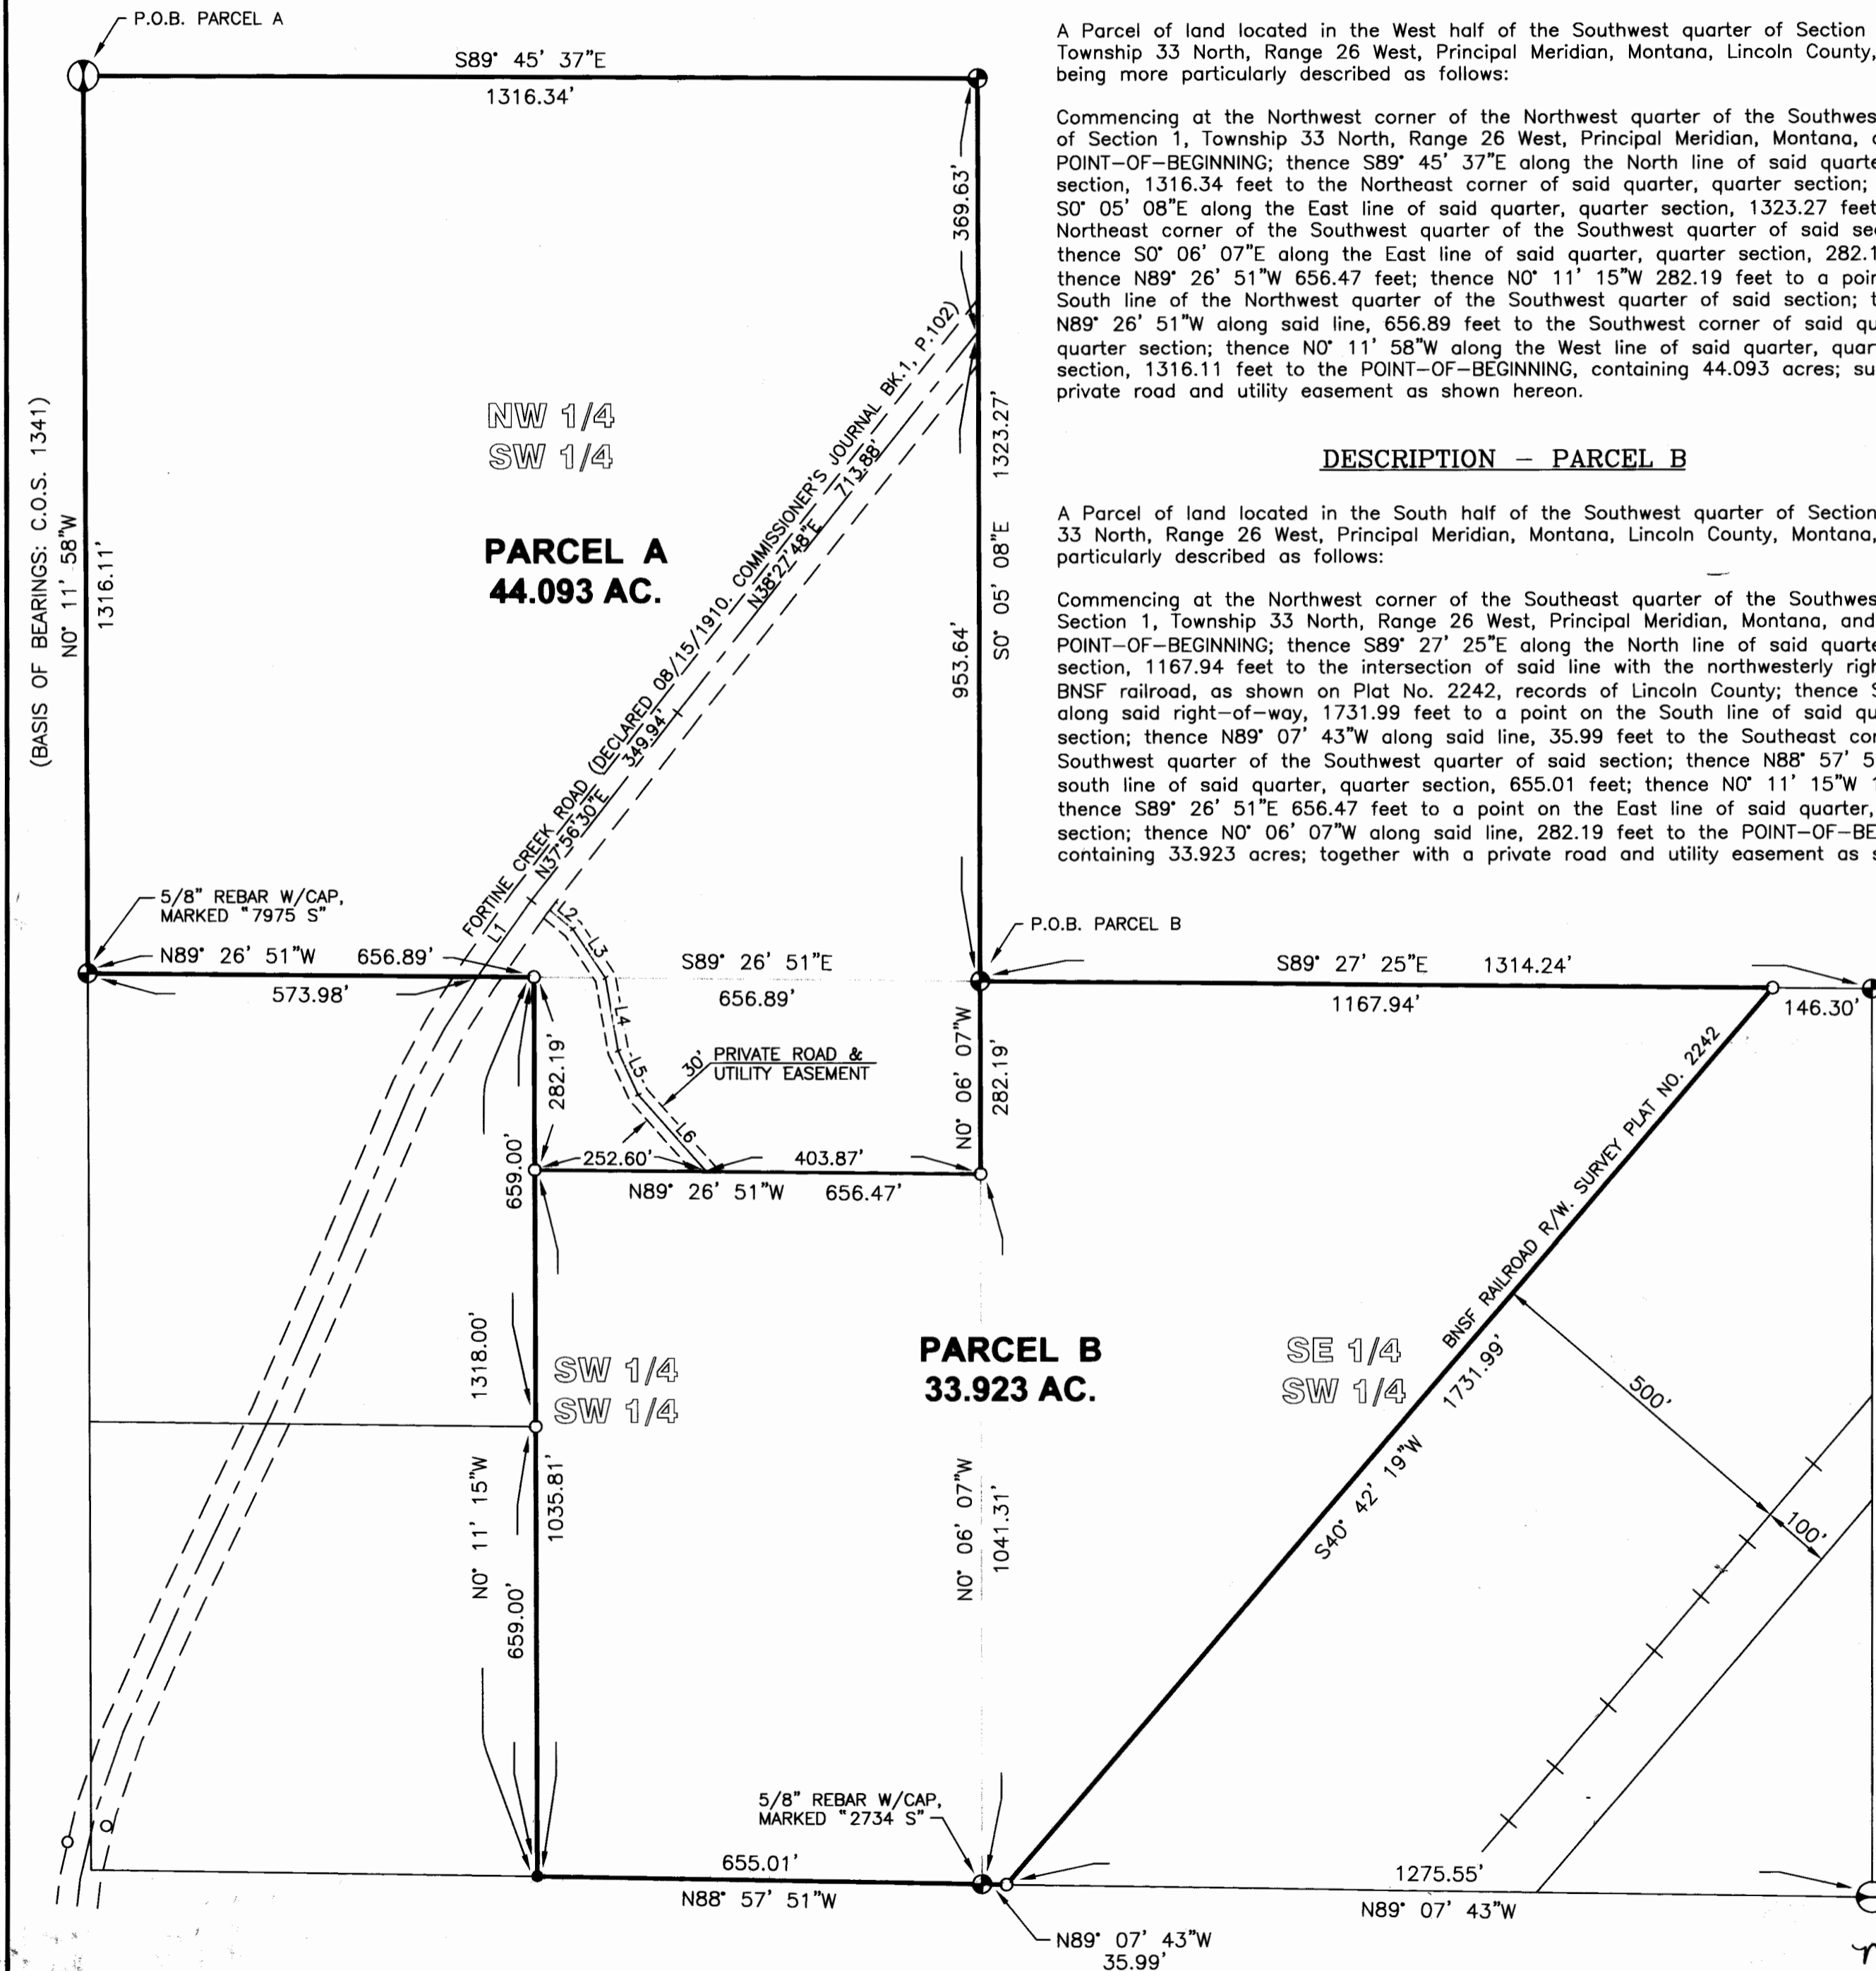 P.O.B. PARCEL A
S89° 45' 37"E
1316.34'
369.63'
1323.27'
S0° 05' 08"E
953.64'
(BASIS OF BEARINGS: C.O.S. 1341)
N0° 11' 58"W
1316.11'
NW 1/4
SW 1/4
PARCEL A
44.093 AC.
FORTINE CREEK ROAD (DECLARED 08/15/1910. COMMISSIONER'S JOURNAL BK.1, P.102)
L1
N37°56'30"E
349.94'
N38°27'48"E
713.88'
5/8" REBAR W/CAP,
MARKED "7975 S"
N89° 26' 51"W 656.89'
573.98'
L2
L3
L4
L5
L6
S89° 26' 51"E
656.89'
30' PRIVATE ROAD &
UTILITY EASEMENT
282.19'
659.00'
252.60'
403.87'
N89° 26' 51"W 656.47'
N0° 06' 07"W
282.19'
P.O.B. PARCEL B
S89° 27' 25"E 1314.24'
1167.94'
146.30'
A Parcel of land located in the West half of the Southwest quarter of Section
Township 33 North, Range 26 West, Principal Meridian, Montana, Lincoln County,
being more particularly described as follows:
Commencing at the Northwest corner of the Northwest quarter of the Southwes
of Section 1, Township 33 North, Range 26 West, Principal Meridian, Montana,
POINT-OF-BEGINNING; thence S89° 45' 37"E along the North line of said quarte
section, 1316.34 feet to the Northeast corner of said quarter, quarter section;
S0° 05' 08"E along the East line of said quarter, quarter section, 1323.27 feet
Northeast corner of the Southwest quarter of the Southwest quarter of said se
thence S0° 06' 07"E along the East line of said quarter, quarter section, 282.1
thence N89° 26' 51"W 656.47 feet; thence N0° 11' 15"W 282.19 feet to a poin
South line of the Northwest quarter of the Southwest quarter of said section; t
N89° 26' 51"W along said line, 656.89 feet to the Southwest corner of said qu
quarter section; thence N0° 11' 58"W along the West line of said quarter, quar
section, 1316.11 feet to the POINT-OF-BEGINNING, containing 44.093 acres; su
private road and utility easement as shown hereon.
DESCRIPTION - PARCEL B
A Parcel of land located in the South half of the Southwest quarter of Section
33 North, Range 26 West, Principal Meridian, Montana, Lincoln County, Montana,
particularly described as follows:
Commencing at the Northwest corner of the Southeast quarter of the Southwes
Section 1, Township 33 North, Range 26 West, Principal Meridian, Montana, and
POINT-OF-BEGINNING; thence S89° 27' 25"E along the North line of said quarte
section, 1167.94 feet to the intersection of said line with the northwesterly righ
BNSF railroad, as shown on Plat No. 2242, records of Lincoln County; thence S
along said right-of-way, 1731.99 feet to a point on the South line of said qu
section; thence N89° 07' 43"W along said line, 35.99 feet to the Southeast cor
Southwest quarter of the Southwest quarter of said section; thence N88° 57' 5
south line of said quarter, quarter section, 655.01 feet; thence N0° 11' 15"W 1
thence S89° 26' 51"E 656.47 feet to a point on the East line of said quarter,
section; thence N0° 06' 07"W along said line, 282.19 feet to the POINT-OF-BE
containing 33.923 acres; together with a private road and utility easement as s
1318.00'
SW 1/4
SW 1/4
N0° 11' 15"W
1035.81'
659.00'
PARCEL B
33.923 AC.
SE 1/4
SW 1/4
BNSF RAILROAD R/W. SURVEY PLAT NO. 2242
1731.99'
S40° 42' 19"W
500'
100'
N0° 06' 07"W
1041.31'
5/8" REBAR W/CAP,
MARKED "2734 S"
655.01'
N88° 57' 51"W
N89° 07' 43"W
35.99'
1275.55'
N89° 07' 43"W